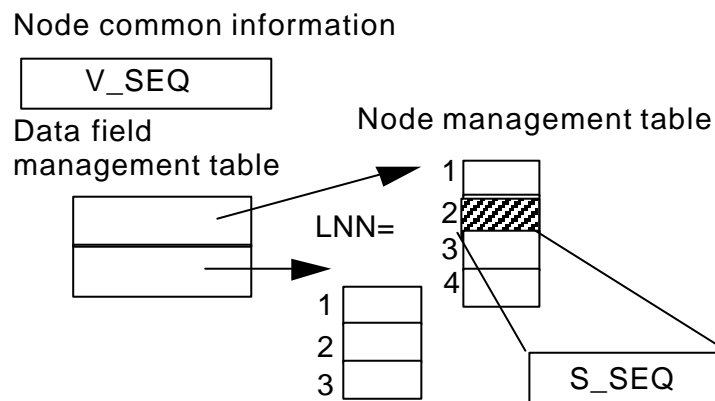 Node common information
V_SEQ
Data field
management table
Node management table
LNN=
1
2
3
4
1
2
3
S_SEQ